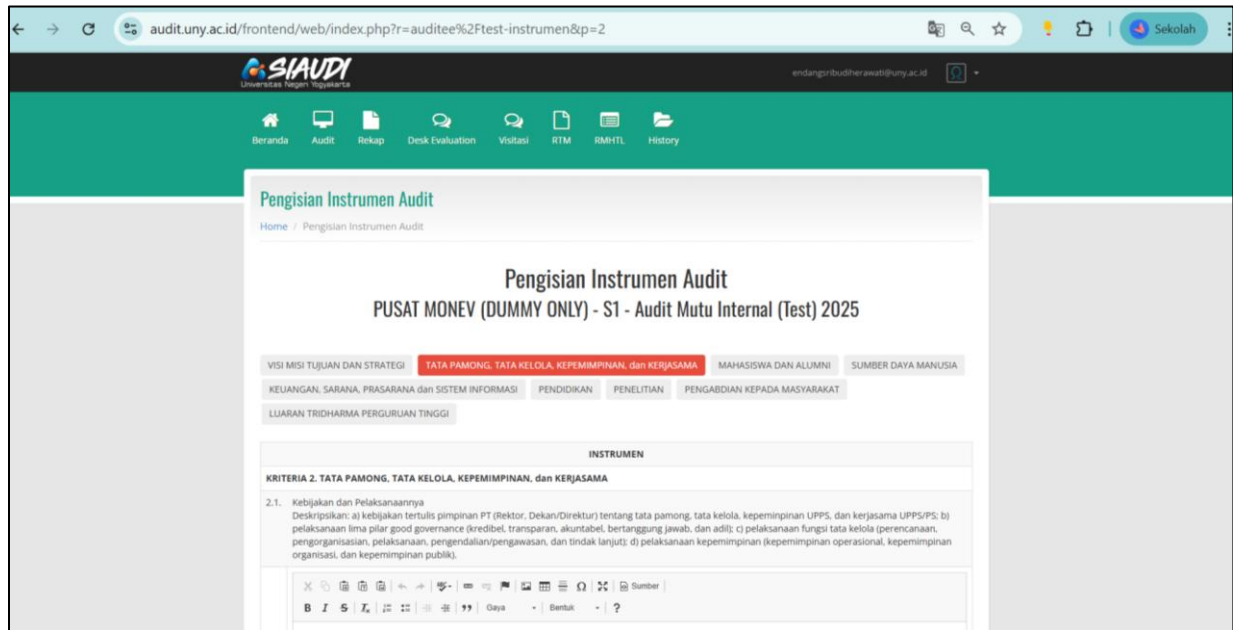 audit.uny.ac.id/frontend/web/index.php?r=auditee%2Ftest-instrumen&p=2
Sekolah
SIAUDI
Universitas Negeri Yogyakarta
endangsribudiherawati@uny.ac.id
Beranda Audit Rekap Desk Evaluation Visitasi RTM RMHTL History
Pengisian Instrumen Audit
Home / Pengisian Instrumen Audit
Pengisian Instrumen Audit
PUSAT MONEV (DUMMY ONLY) - S1 - Audit Mutu Internal (Test) 2025
VISI MISI TUJUAN DAN STRATEGI TATA PAMONG, TATA KELOLA, KEPEMIMPINAN, dan KERJASAMA MAHASISWA DAN ALUMNI SUMBER DAYA MANUSIA
KEUANGAN, SARANA, PRASARANA dan SISTEM INFORMASI PENDIDIKAN PENELITIAN PENGABDIAN KEPADA MASYARAKAT
LUARAN TRIDHARMA PERGURUAN TINGGI
INSTRUMEN
KRITERIA 2. TATA PAMONG, TATA KELOLA, KEPEMIMPINAN, dan KERJASAMA
2.1. Kebijakan dan Pelaksanaannya
Deskripsikan: a) kebijakan tertulis pimpinan PT (Rektor, Dekan/Direktur) tentang tata pamong, tata kelola, kepeminpinan UPPS, dan kerjasama UPPS/PS; b)
pelaksanaan lima pilar good governance (kredibel, transparan, akuntabel, bertanggung jawab, dan adil); c) pelaksanaan fungsi tata kelola (perencanaan,
pengorganisasian, pelaksanaan, pengendalian/pengawasan, dan tindak lanjut); d) pelaksanaan kepemimpinan (kepemimpinan operasional, kepemimpinan
organisasi, dan kepemimpinan publik).
Ω Sumber
B I S Tx Gaya Bentuk ?